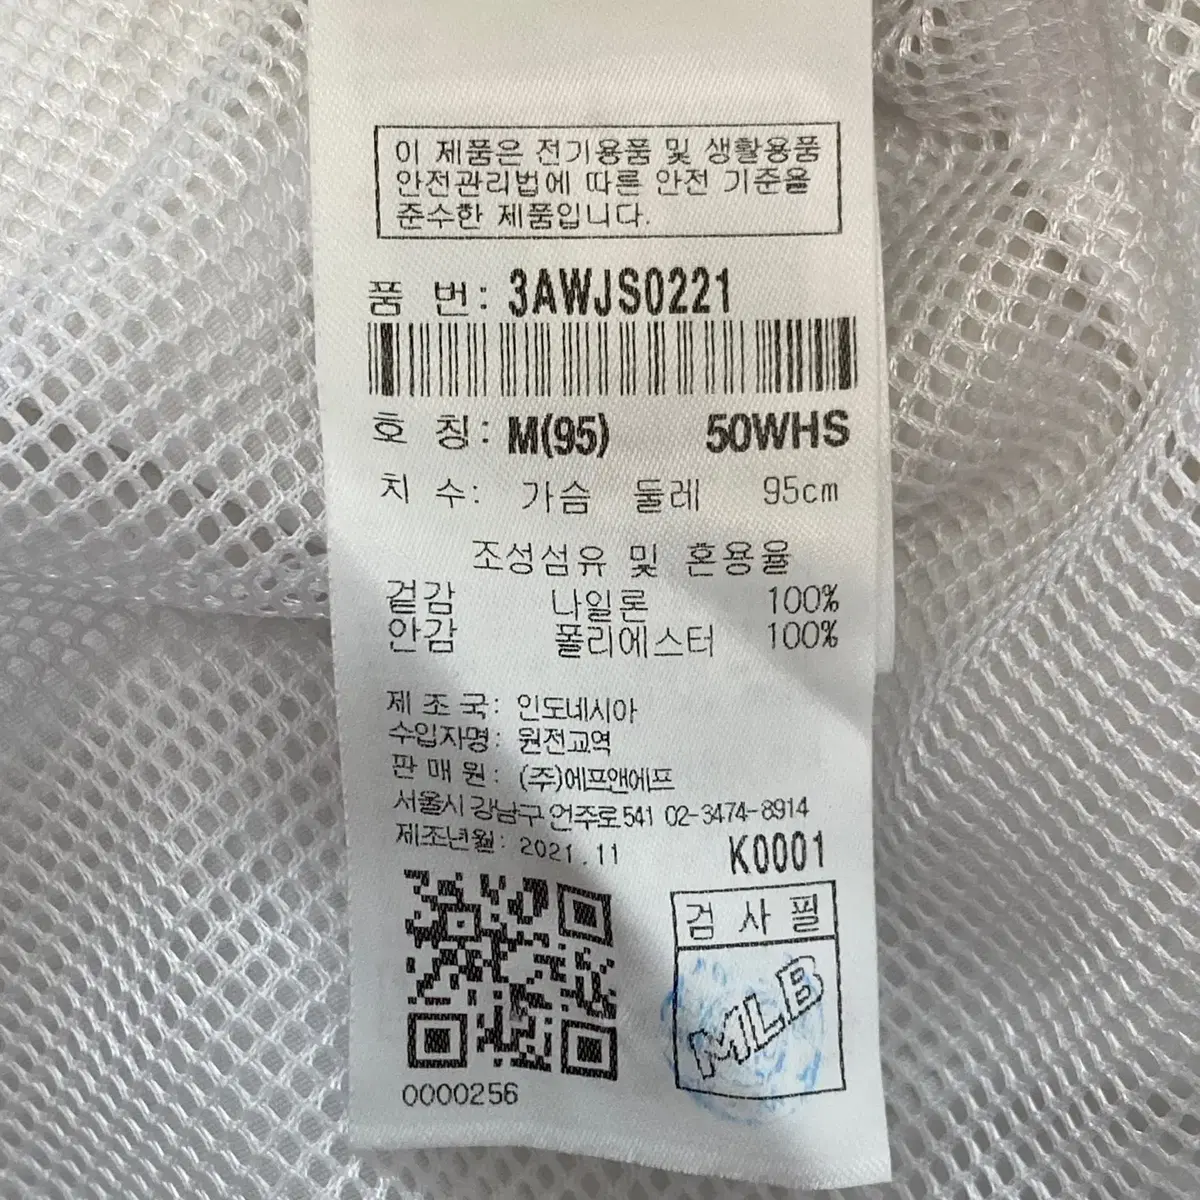 이 제품은 전기용품 및 생활용품
안전관리법에 따른 안전 기준을
준수한 제품입니다.
품 번: 3AWJS0221
호 칭: M(95) 50WHS
치 수: 가슴 둘레 95cm
조성섬유 및 혼용율
겉감 나일론 100%
안감 폴리에스터 100%
제 조 국: 인도네시아
수입자명: 원전교역
판 매 원: (주)에프앤에프
서울시 강남구 언주로 541 02-3474-8914
제조년월: 2021.11
K0001
검 사 필
MLB
0000256